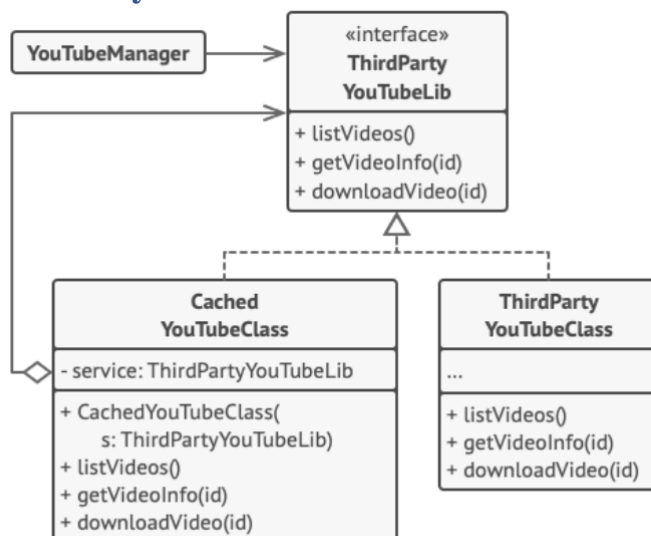 YouTubeManager
«interface»
ThirdParty
YouTubeLib
+ listVideos()
+ getVideoInfo(id)
+ downloadVideo(id)
Cached
YouTubeClass
- service: ThirdPartyYouTubeLib
+ CachedYouTubeClass(
s: ThirdPartyYouTubeLib)
+ listVideos()
+ getVideoInfo(id)
+ downloadVideo(id)
ThirdParty
YouTubeClass
...
+ listVideos()
+ getVideoInfo(id)
+ downloadVideo(id)